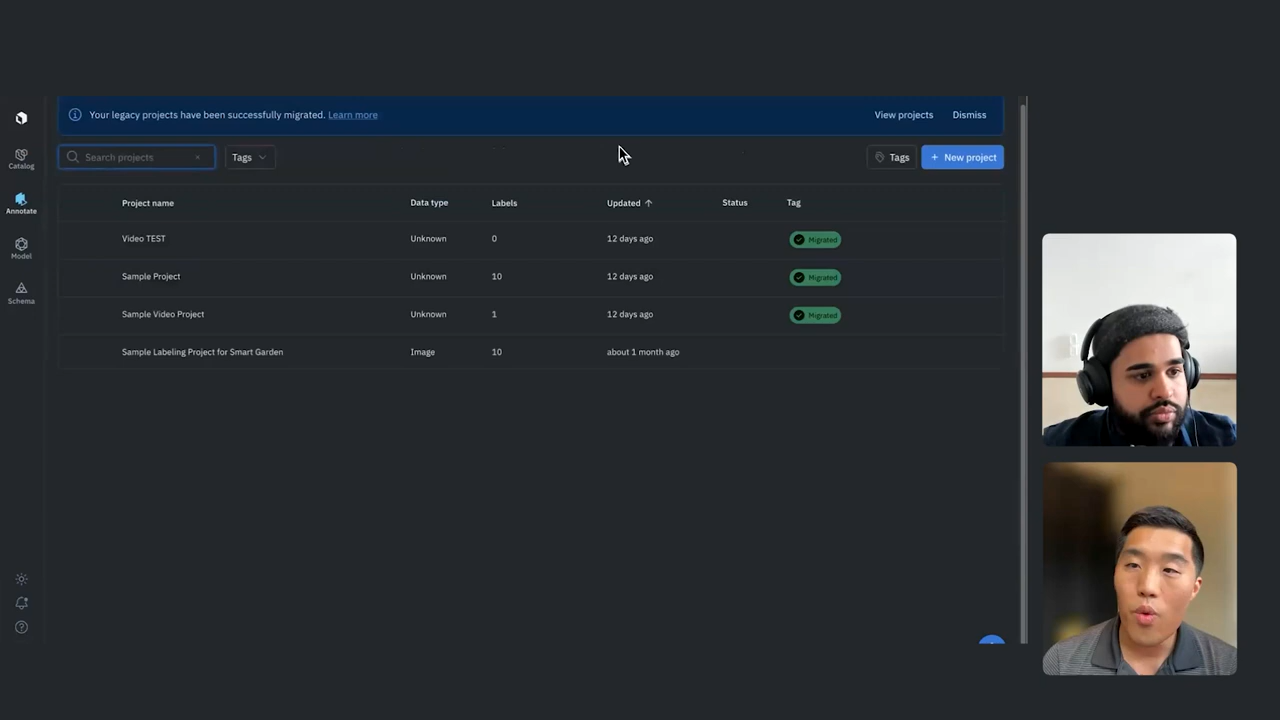 Your legacy projects have been successfully migrated. Learn more View projects Dismiss
Search projects Tags Tags + New project
Catalog
Annotate
Model
Schema
Project name Data type Labels Updated Status Tag
Video TEST Unknown 0 12 days ago Migrated
Sample Project Unknown 10 12 days ago Migrated
Sample Video Project Unknown 1 12 days ago Migrated
Sample Labeling Project for Smart Garden Image 10 about 1 month ago